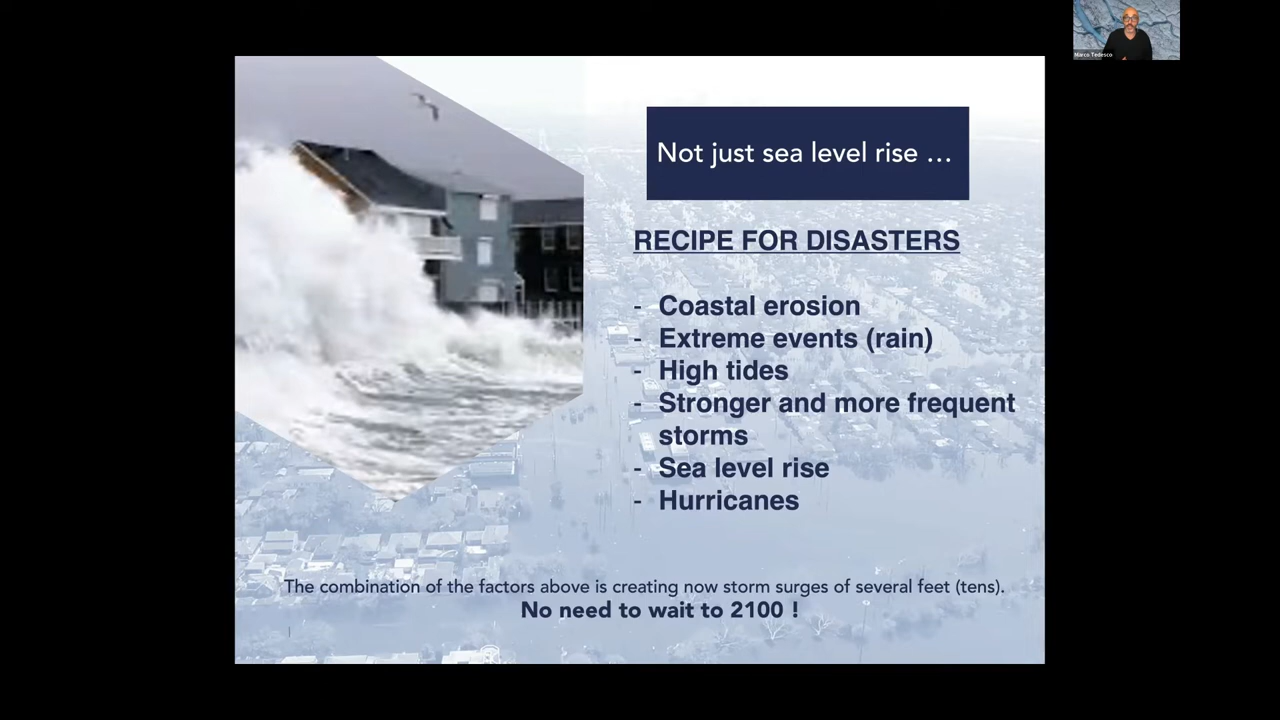 Marco Tedesco
Not just sea level rise ...
RECIPE FOR DISASTERS
- Coastal erosion
- Extreme events (rain)
- High tides
- Stronger and more frequent
storms
- Sea level rise
- Hurricanes
The combination of the factors above is creating now storm surges of several feet (tens).
No need to wait to 2100 !